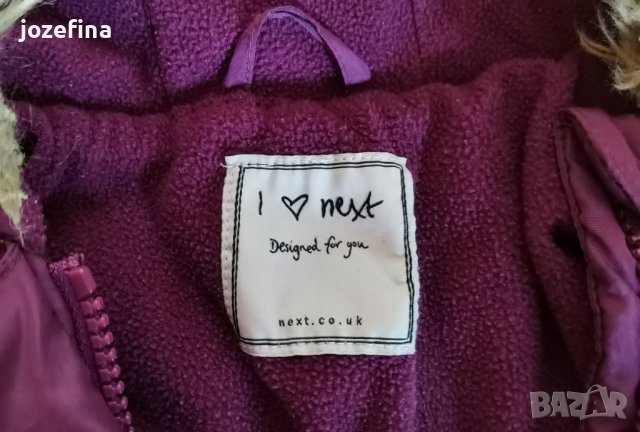 jozefina
I ♡ next
Designed for you
next.co.uk
BAZAR